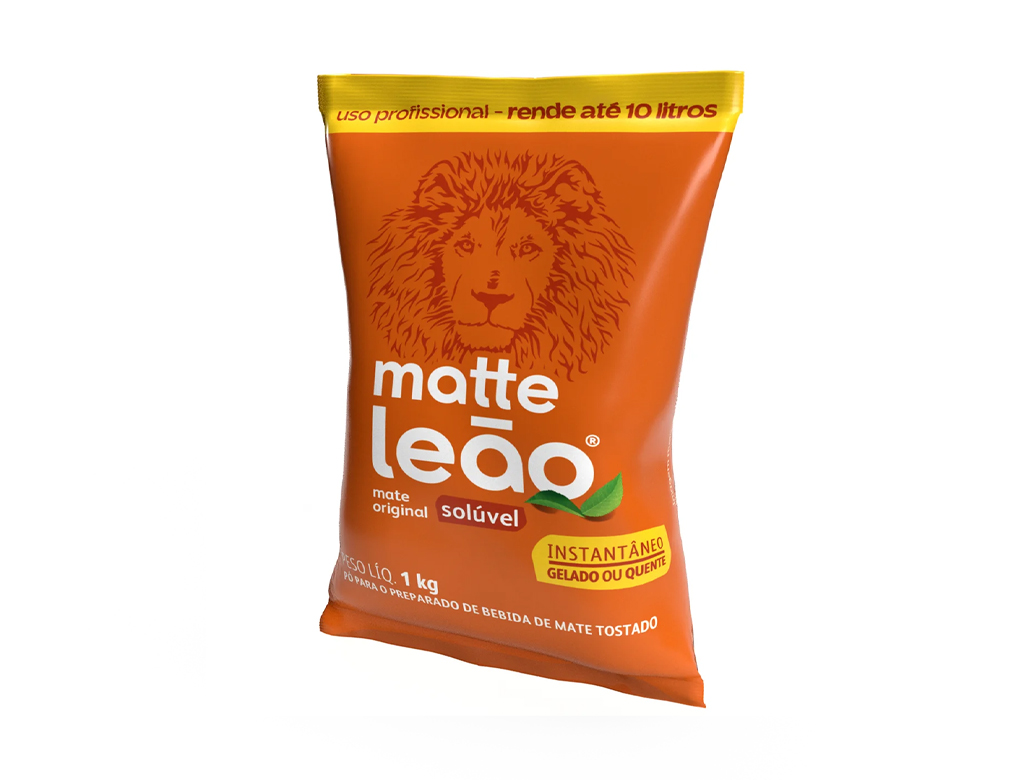 uso profissional - rende até 10 litros
matte
leão®
mate
original solúvel
INSTANTÂNEO
GELADO OU QUENTE
PESO LÍQ. 1 kg
PÓ PARA O PREPARADO DE BEBIDA DE MATE TOSTADO